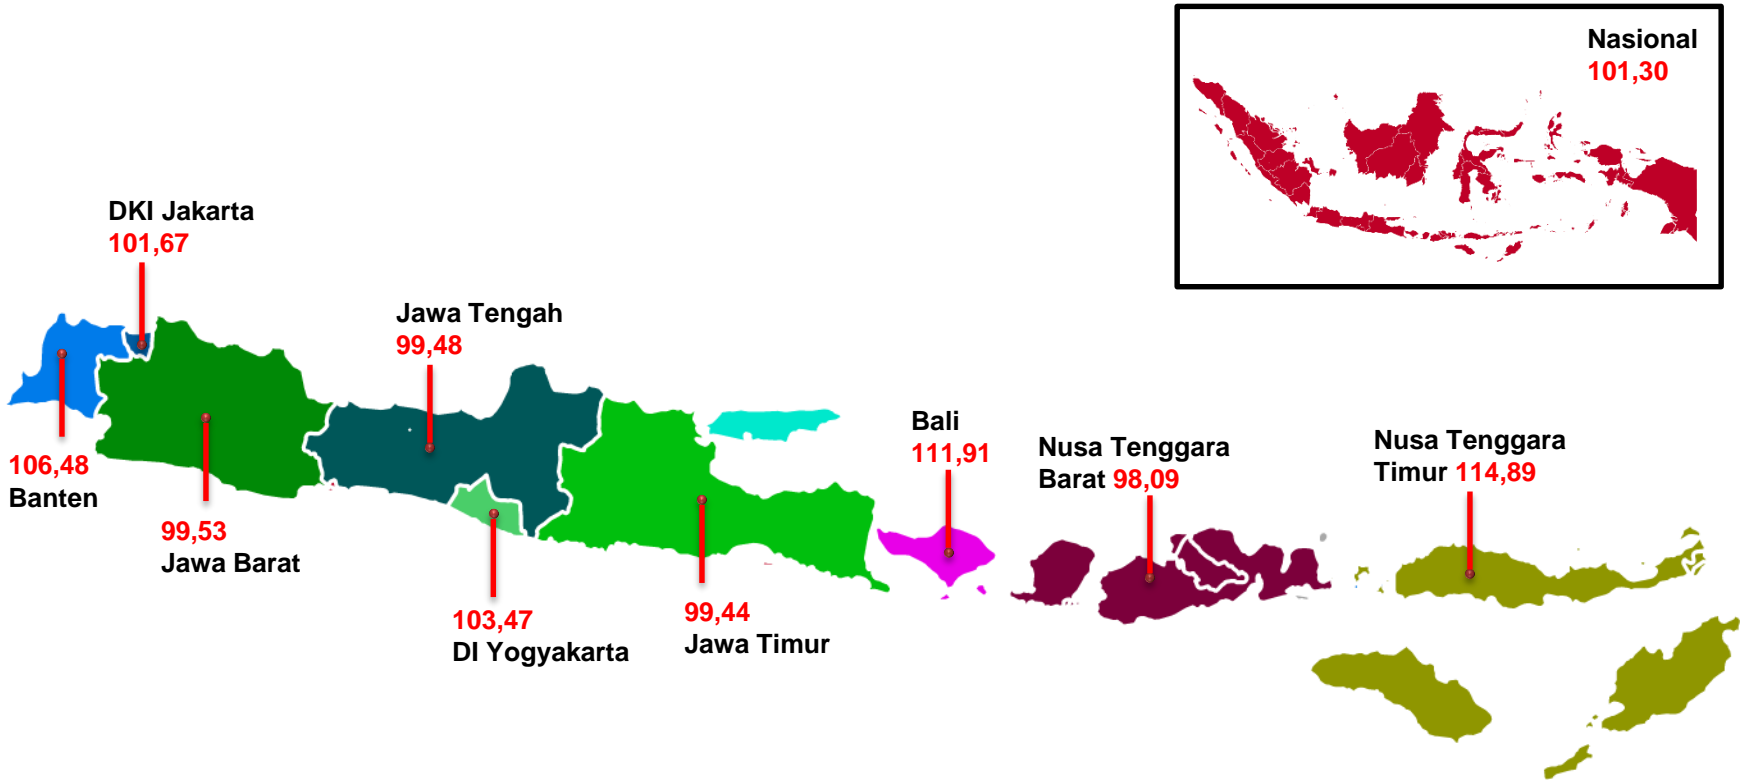 Nasional
101,30
DKI Jakarta
101,67
Jawa Tengah
99,48
Bali
111,91
Nusa Tenggara
Barat 98,09
Nusa Tenggara
Timur 114,89
106,48
Banten
99,53
Jawa Barat
103,47
DI Yogyakarta
99,44
Jawa Timur